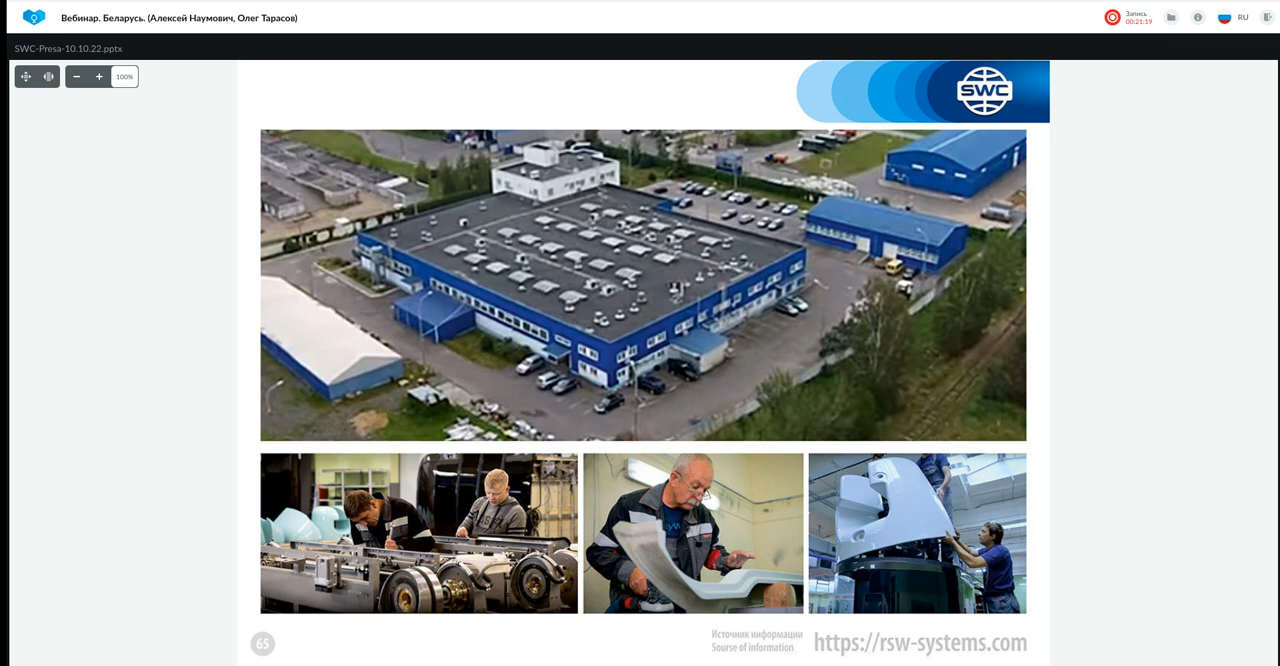 Вебинар. Беларусь. (Алексей Наумович, Олег Тарасов)
Запись
00:21:19
RU
SWC-Presa-10.10.22.pptx
100%
SWC
65
Источник информации
Sourse of information
https://rsw-systems.com